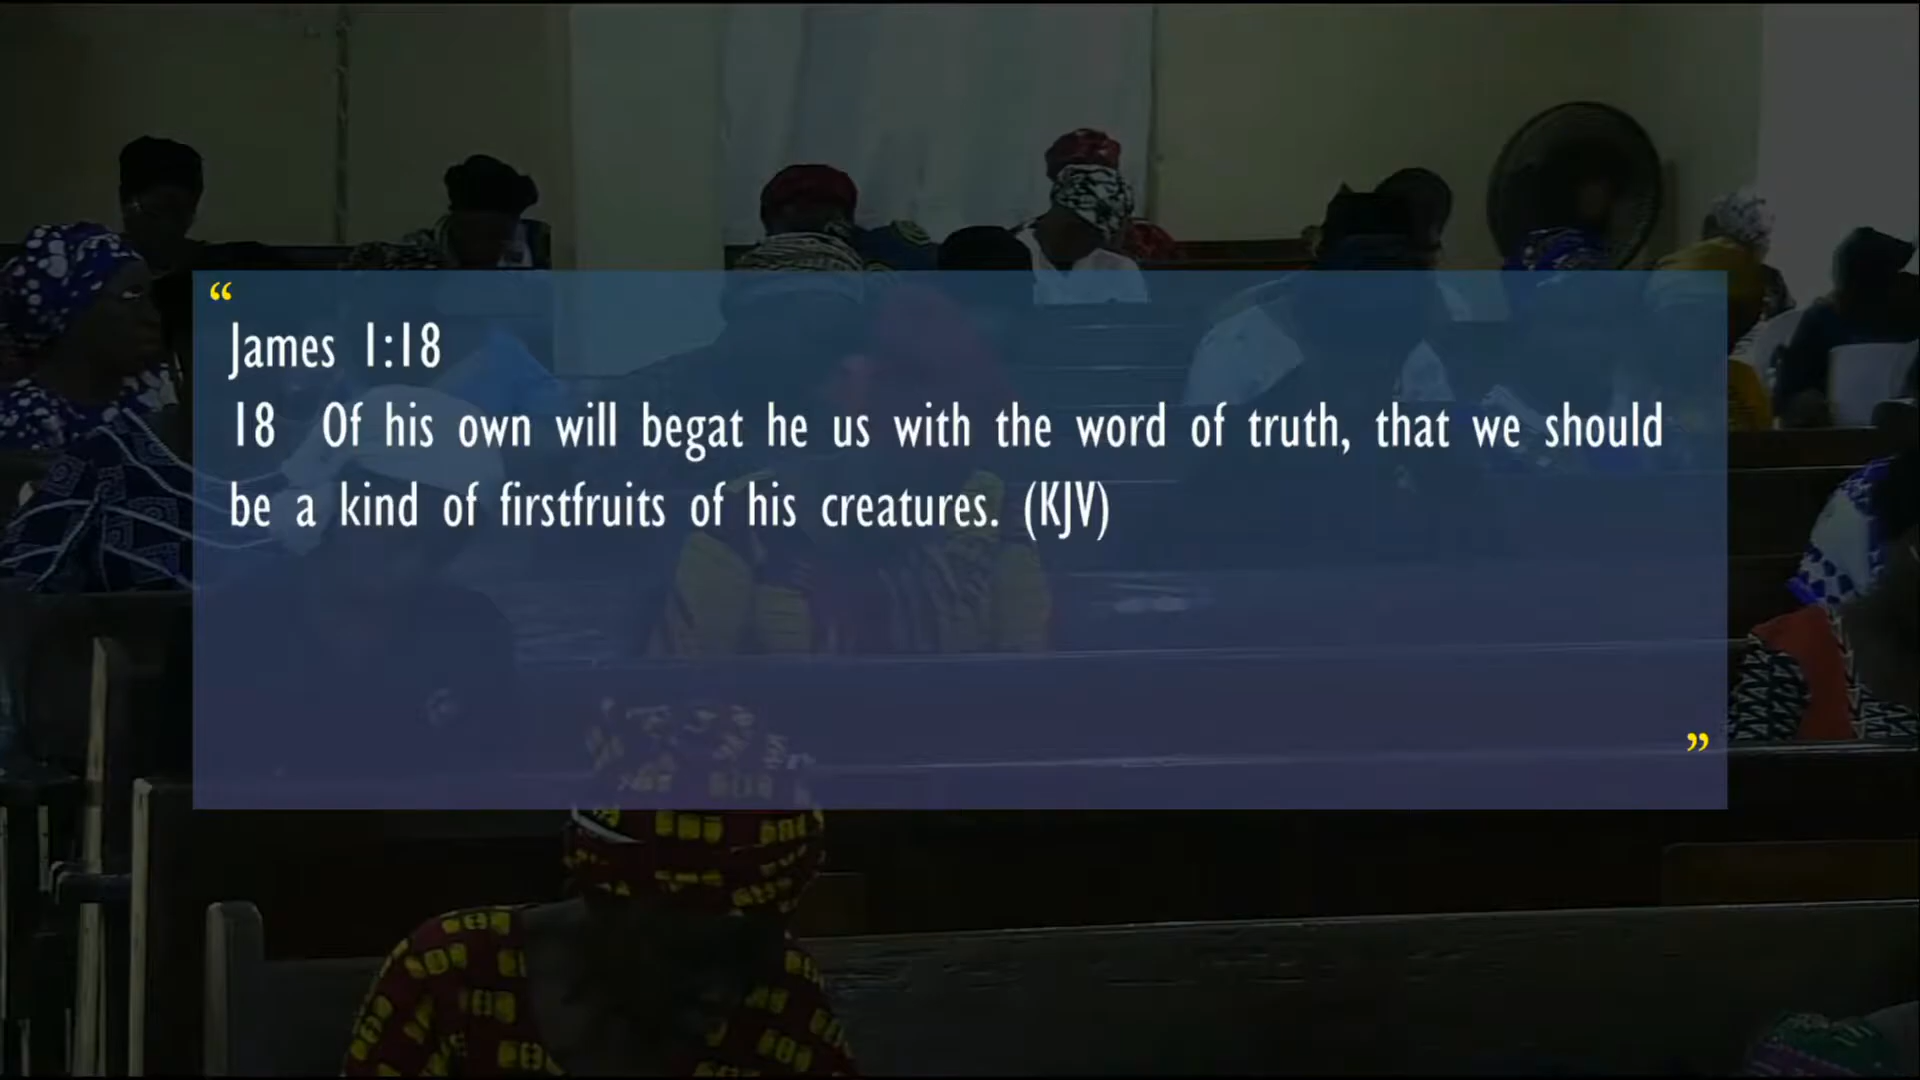 “
James 1:18
18 Of his own will begat he us with the word of truth, that we should
be a kind of firstfruits of his creatures. (KJV)
”